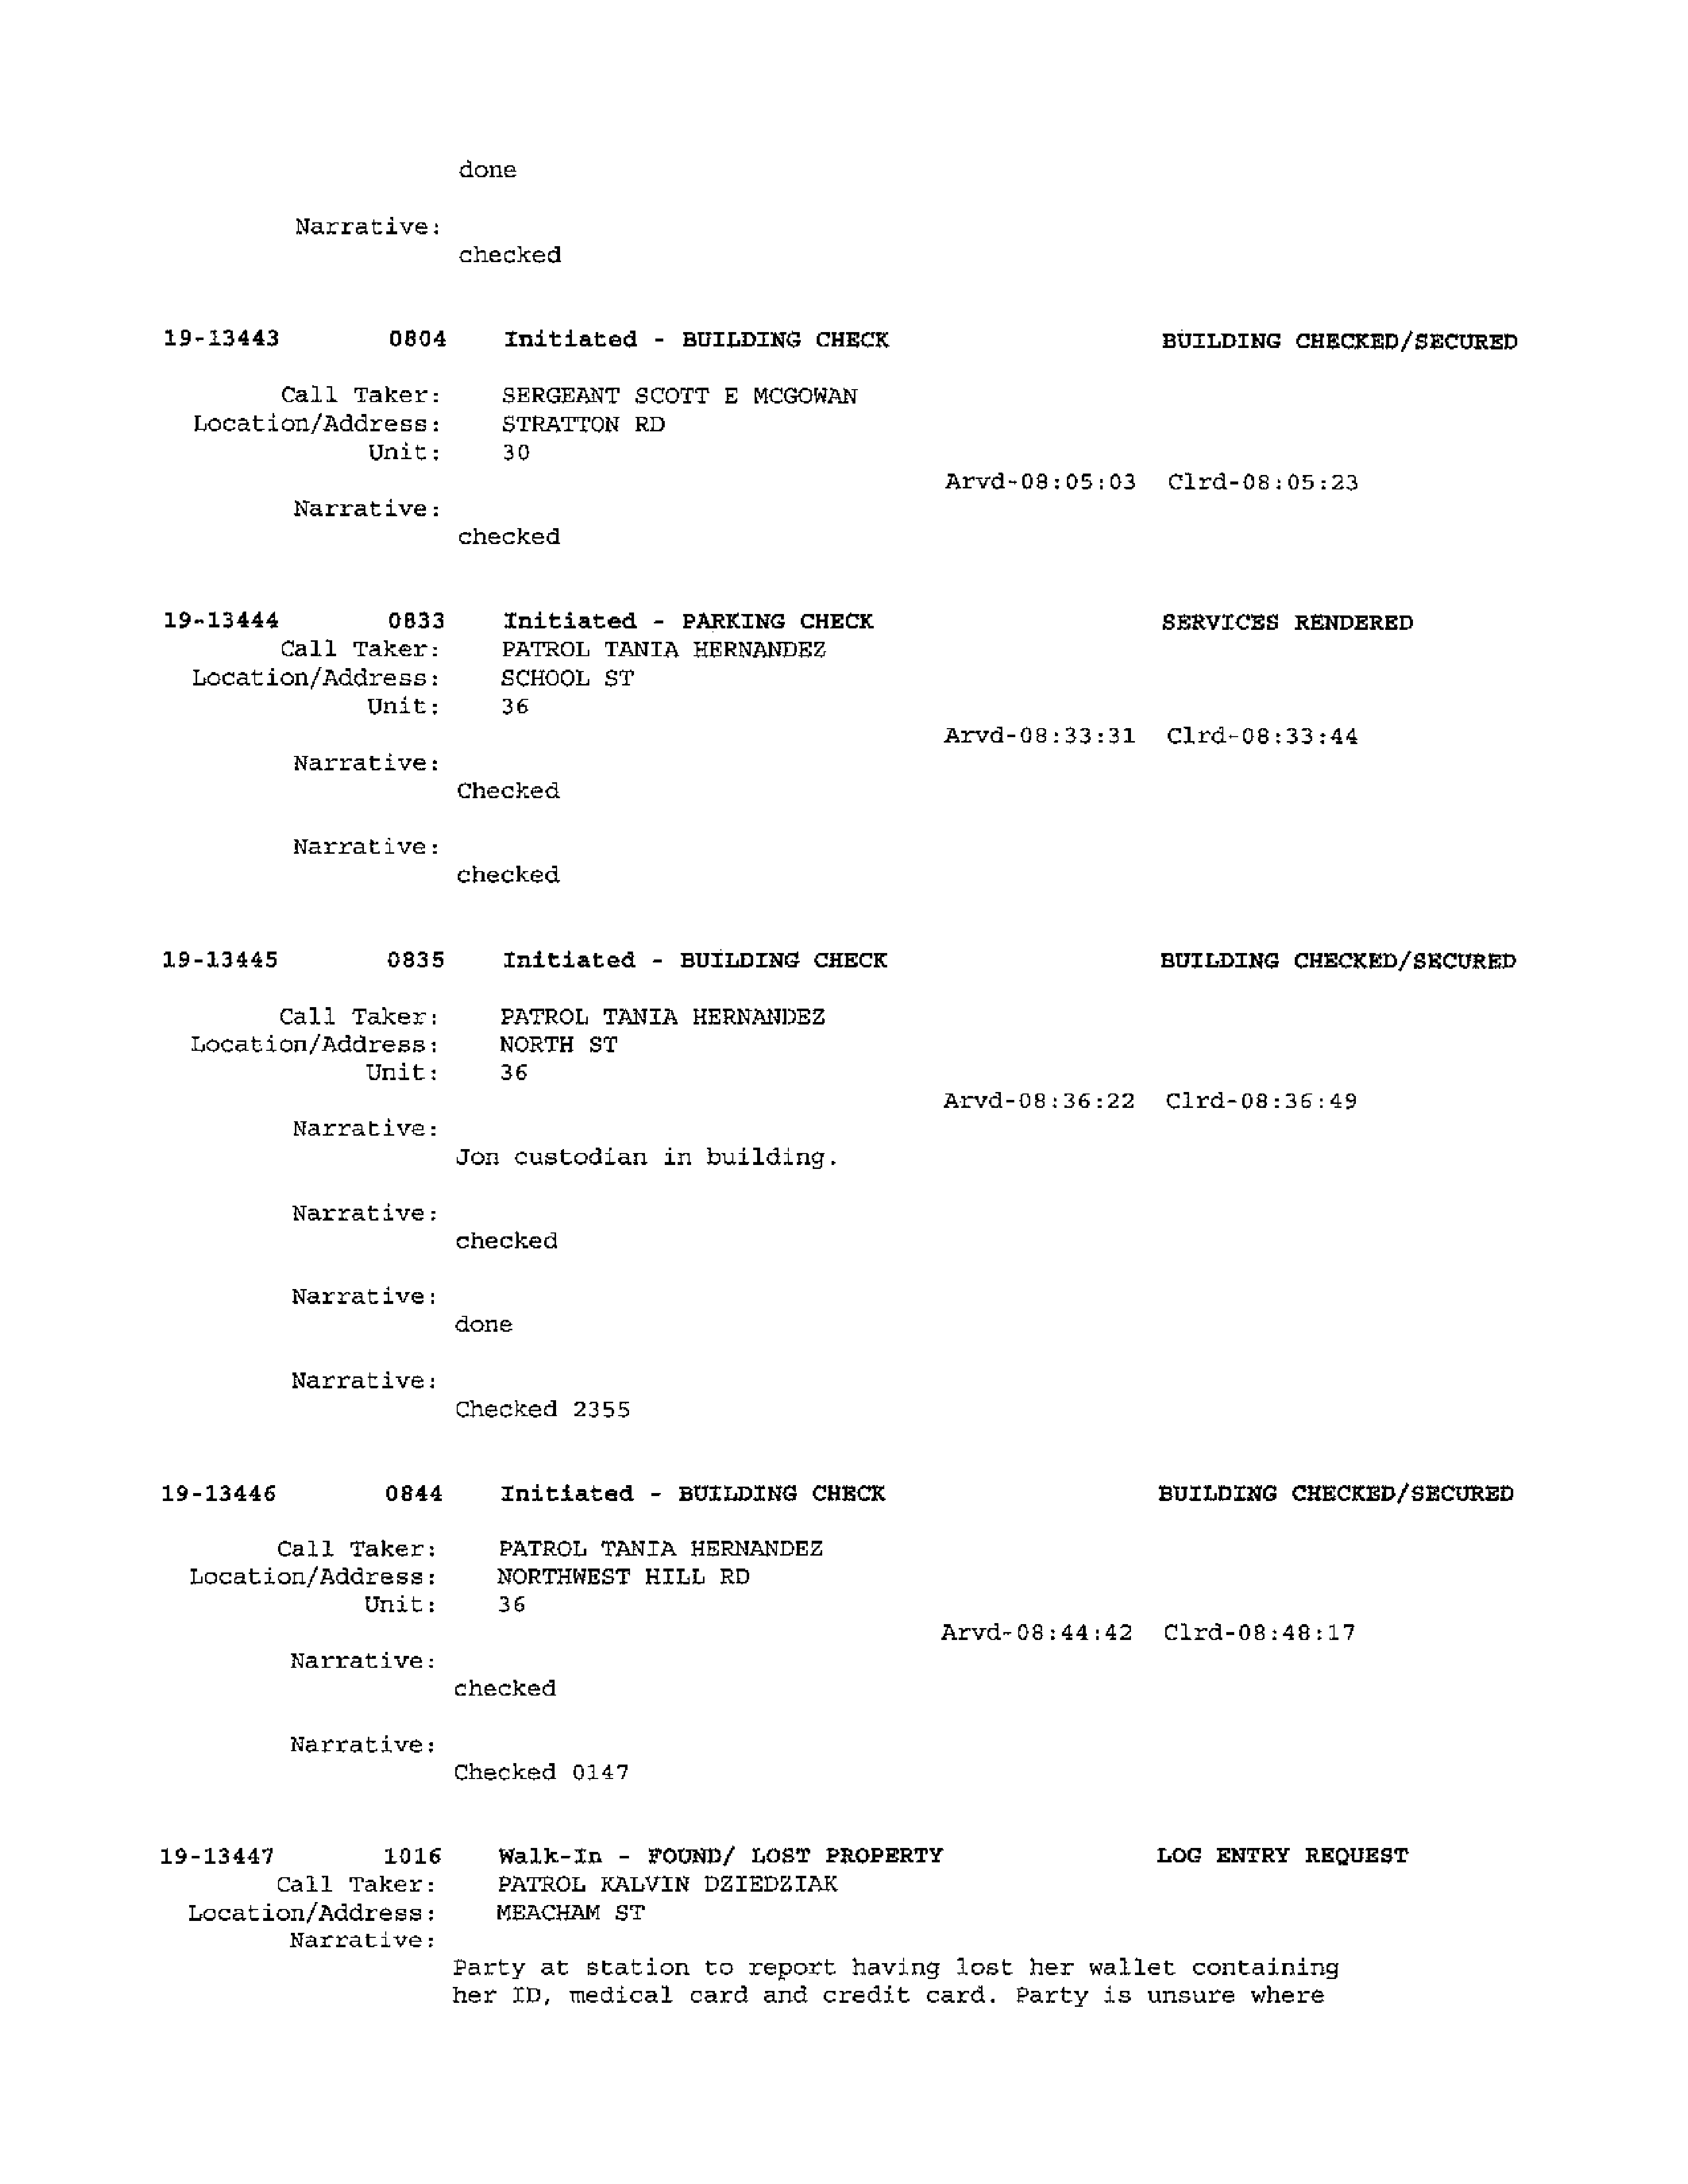 done
Narrative:
checked
19-13443 0804 Initiated - BUILDING CHECK BUILDING CHECKED/SECURED
Call Taker: SERGEANT SCOTT E MCGOWAN
Location/Address: STRATTON RD
Unit: 30
Arvd-08:05:03 Clrd-08:05:23
Narrative:
checked
19-13444 0833 Initiated - PARKING CHECK SERVICES RENDERED
Call Taker: PATROL TANIA HERNANDEZ
Location/Address: SCHOOL ST
Unit: 36
Arvd-08:33:31 Clrd-08:33:44
Narrative:
Checked
Narrative:
checked
19-13445 0835 Initiated - BUILDING CHECK BUILDING CHECKED/SECURED
Call Taker: PATROL TANIA HERNANDEZ
Location/Address: NORTH ST
Unit: 36
Arvd-08:36:22 Clrd-08:36:49
Narrative:
Jon custodian in building.
Narrative:
checked
Narrative:
done
Narrative:
Checked 2355
19-13446 0844 Initiated - BUILDING CHECK BUILDING CHECKED/SECURED
Call Taker: PATROL TANIA HERNANDEZ
Location/Address: NORTHWEST HILL RD
Unit: 36
Arvd-08:44:42 Clrd-08:48:17
Narrative:
checked
Narrative:
Checked 0147
19-13447 1016 Walk-In - FOUND/ LOST PROPERTY LOG ENTRY REQUEST
Call Taker: PATROL KALVIN DZIEDZIAK
Location/Address: MEACHAM ST
Narrative:
Party at station to report having lost her wallet containing
her ID, medical card and credit card. Party is unsure where